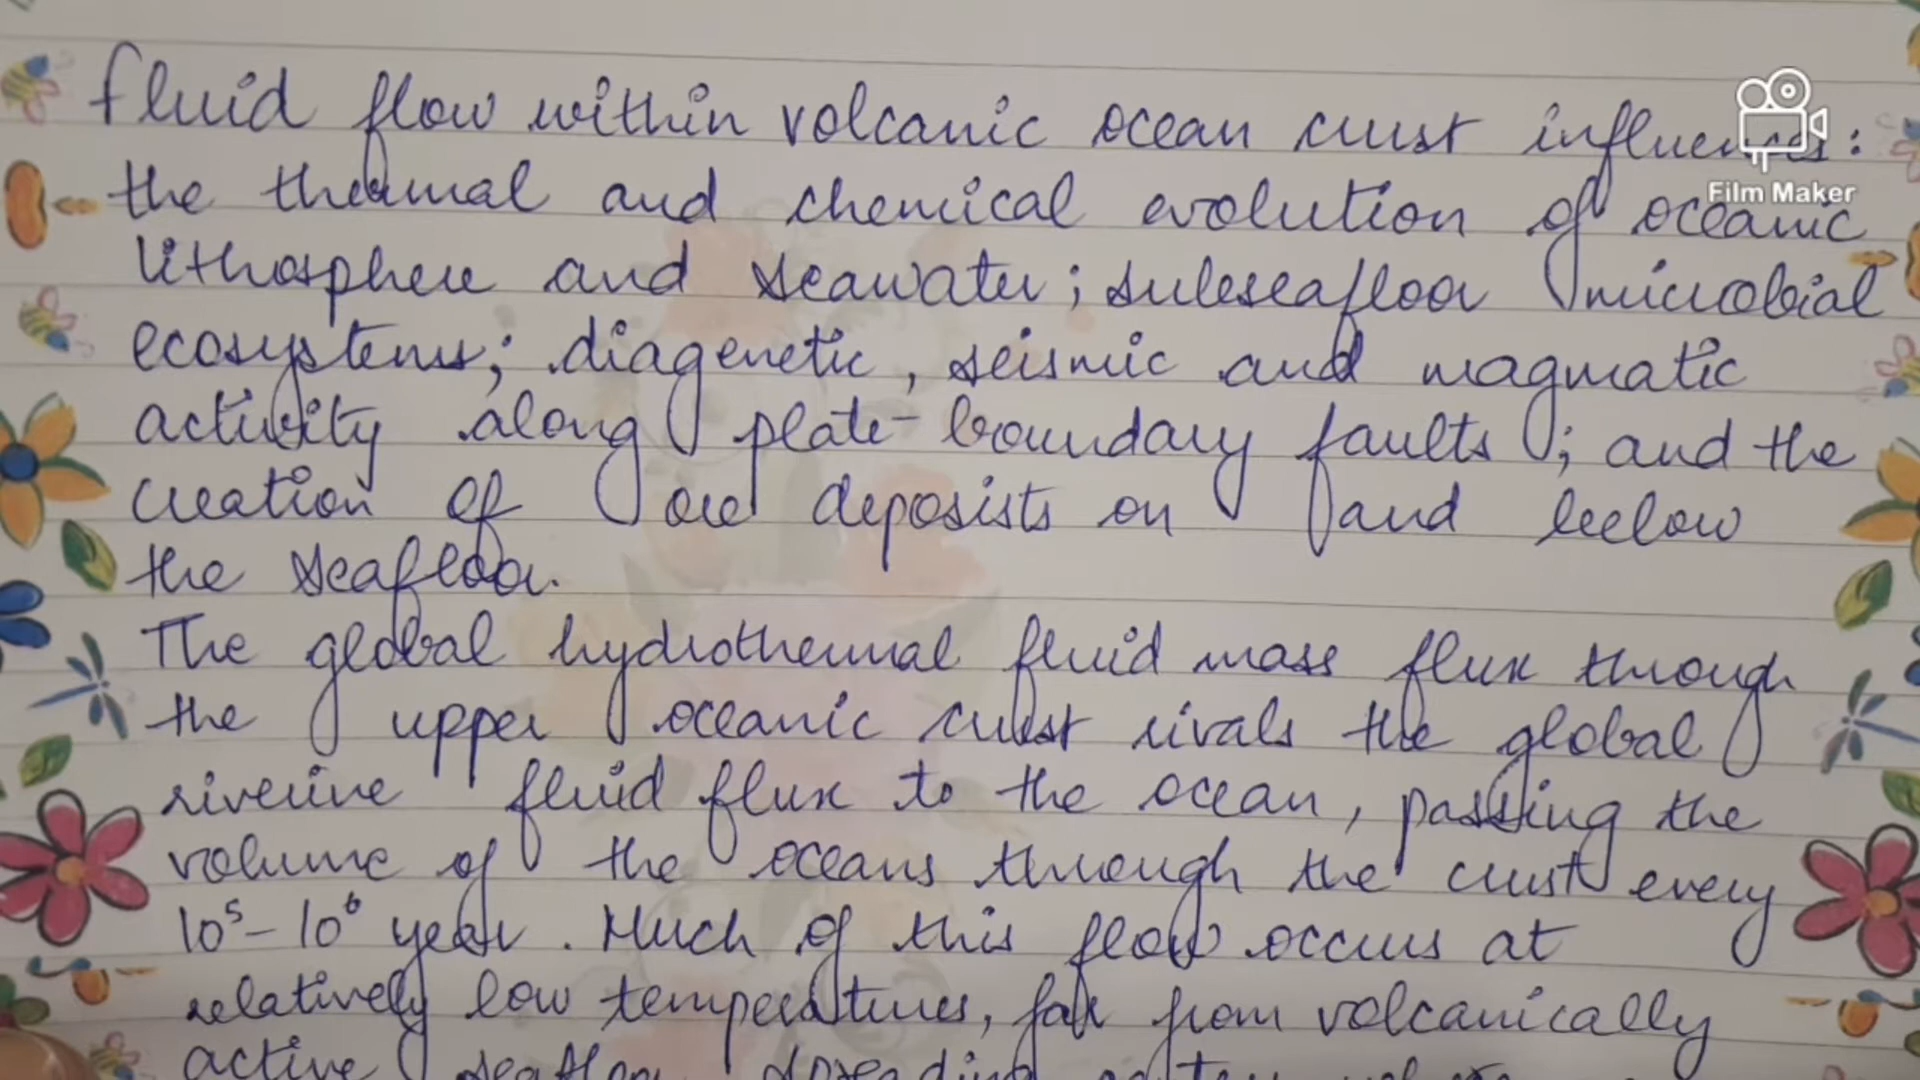 fluid flow within volcanic ocean crust influences:
Film Maker
the thermal and chemical evolution of oceanic
lithosphere and seawater; subseafloor microbial
ecosystems; diagenetic, seismic and magmatic
activity along plate-boundary faults; and the
creation of ore deposists on and below
the seafloor.
The global hydrothermal fluid mass flux through
the upper oceanic crust rivals the global
riverine fluid flux to the ocean, passing the
volume of the oceans through the crust every
10⁵-10⁶ year. Much of this flow occurs at
relatively low temperatures, far from volcanically
active seafloor spreading